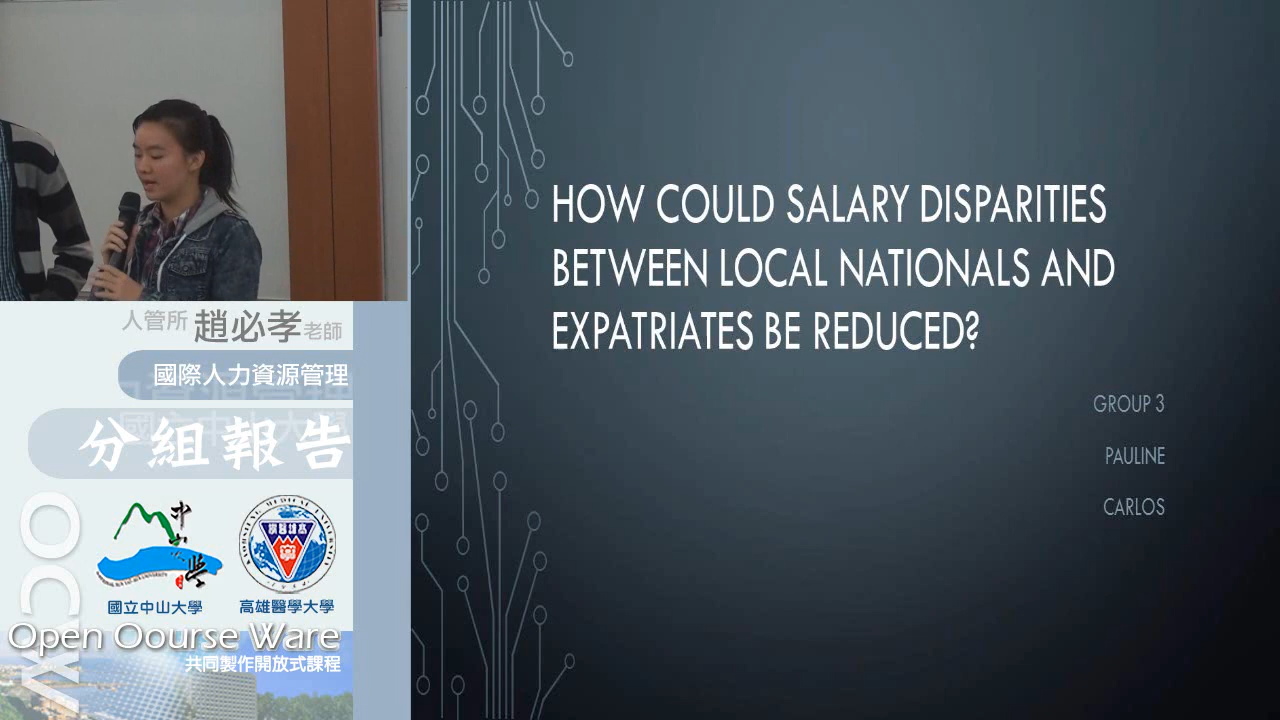 人管所 趙必孝老師
國際人力資源管理
分組報告
OCW
國立中山大學
高雄醫學大學
Open Oourse Ware
共同製作開放式課程
HOW COULD SALARY DISPARITIES
BETWEEN LOCAL NATIONALS AND
EXPATRIATES BE REDUCED?
GROUP 3
PAULINE
CARLOS